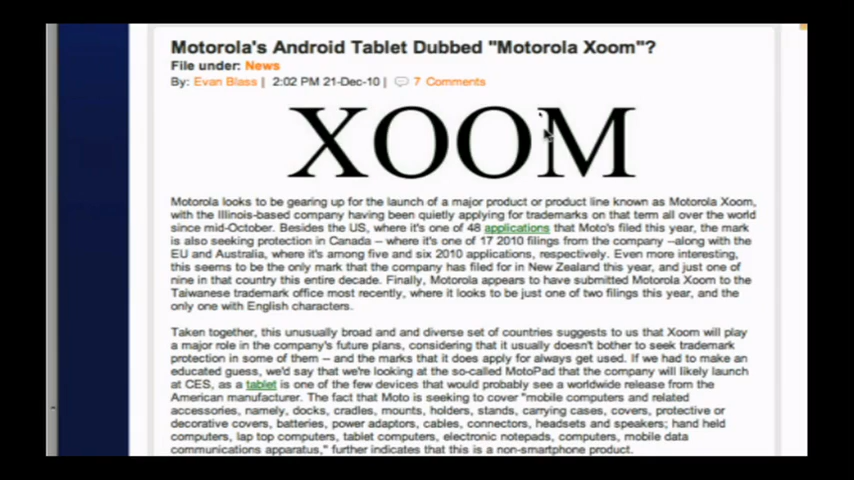 Motorola's Android Tablet Dubbed "Motorola Xoom"?
File under: News
By: Evan Blass | 2:02 PM 21-Dec-10 | 7 Comments
XOOM
Motorola looks to be gearing up for the launch of a major product or product line known as Motorola Xoom,
with the Illinois-based company having been quietly applying for trademarks on that term all over the world
since mid-October. Besides the US, where it's one of 48 applications that Moto's filed this year, the mark
is also seeking protection in Canada -- where it's one of 17 2010 filings from the company --along with the
EU and Australia, where it's among five and six 2010 applications, respectively. Even more interesting,
this seems to be the only mark that the company has filed for in New Zealand this year, and just one of
nine in that country this entire decade. Finally, Motorola appears to have submitted Motorola Xoom to the
Taiwanese trademark office most recently, where it looks to be just one of two filings this year, and the
only one with English characters.
Taken together, this unusually broad and and diverse set of countries suggests to us that Xoom will play
a major role in the company's future plans, considering that it usually doesn't bother to seek trademark
protection in some of them -- and the marks that it does apply for always get used. If we had to make an
educated guess, we'd say that we're looking at the so-called MotoPad that the company will likely launch
at CES, as a tablet is one of the few devices that would probably see a worldwide release from the
American manufacturer. The fact that Moto is seeking to cover "mobile computers and related
accessories, namely, docks, cradles, mounts, holders, stands, carrying cases, covers, protective or
decorative covers, batteries, power adaptors, cables, connectors, headsets and speakers; hand held
computers, lap top computers, tablet computers, electronic notepads, computers, mobile data
communications apparatus," further indicates that this is a non-smartphone product.